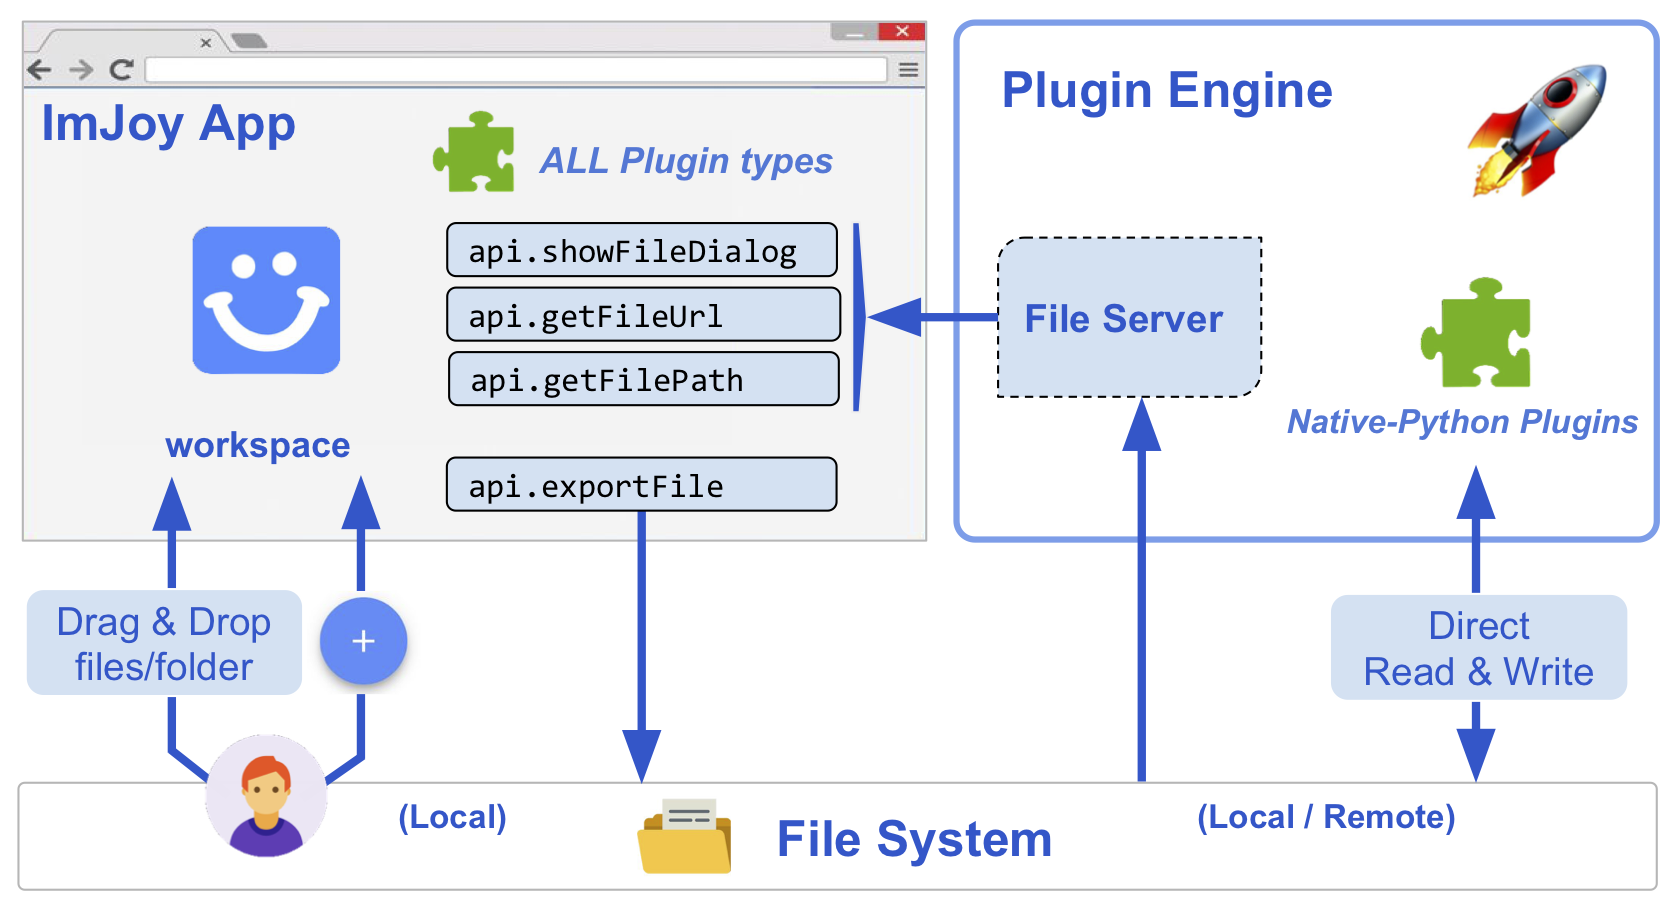 ImJoy App
ALL Plugin types
api.showFileDialog
api.getFileUrl
api.getFilePath
workspace
api.exportFile
Plugin Engine
File Server
Native-Python Plugins
Drag & Drop
files/folder
+
Direct
Read & Write
(Local)
File System
(Local / Remote)